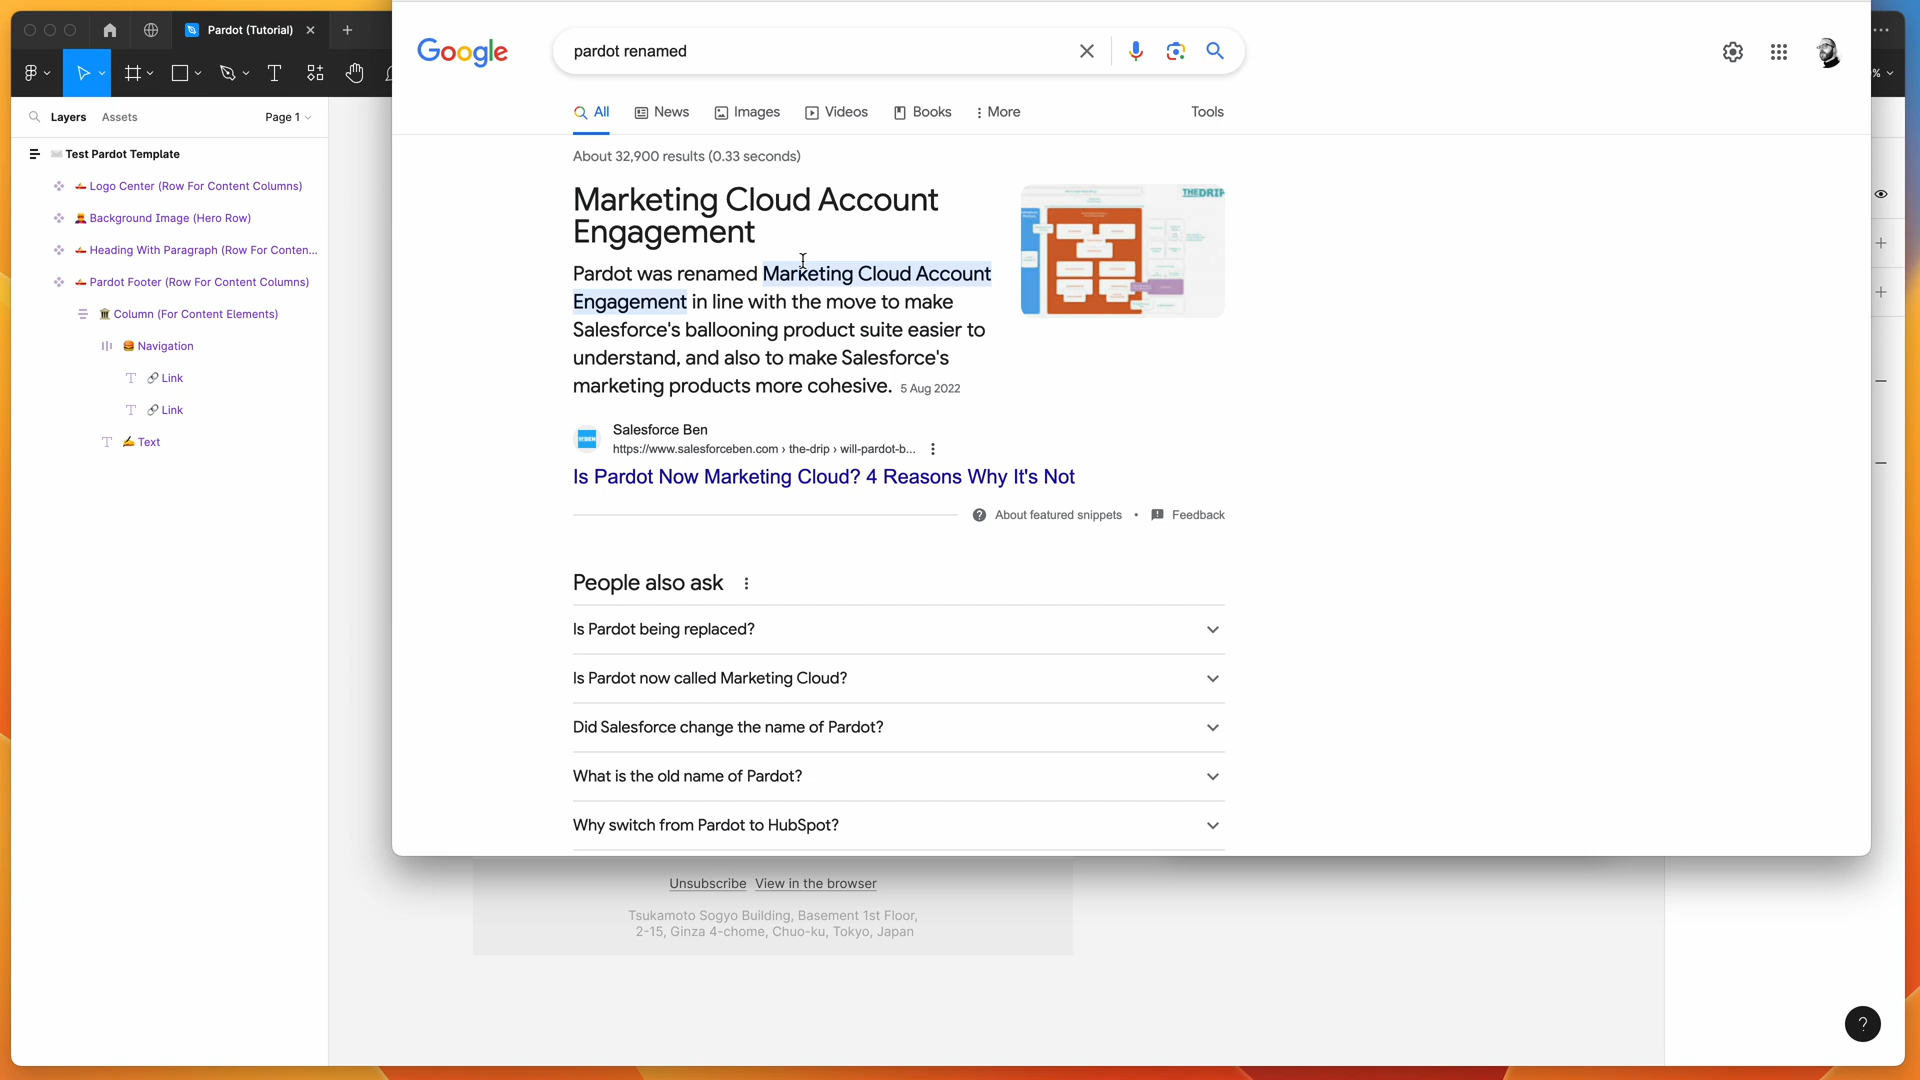 Pardot (Tutorial)
Layers
Assets
Page 1
Test Pardot Template
Logo Center (Row For Content Columns)
Background Image (Hero Row)
Heading With Paragraph (Row For Conten...
Pardot Footer (Row For Content Columns)
Column (For Content Elements)
Navigation
Link
Link
Text
Google
pardot renamed
All
News
Images
Videos
Books
More
Tools
About 32,900 results (0.33 seconds)
Marketing Cloud Account
Engagement
THEDRIP
Pardot was renamed Marketing Cloud Account
Engagement in line with the move to make
Salesforce's ballooning product suite easier to
understand, and also to make Salesforce's
marketing products more cohesive. 5 Aug 2022
Salesforce Ben
https://www.salesforceben.com › the-drip › will-pardot-b...
Is Pardot Now Marketing Cloud? 4 Reasons Why It's Not
About featured snippets • Feedback
People also ask
Is Pardot being replaced?
Is Pardot now called Marketing Cloud?
Did Salesforce change the name of Pardot?
What is the old name of Pardot?
Why switch from Pardot to HubSpot?
Unsubscribe View in the browser
Tsukamoto Sogyo Building, Basement 1st Floor,
2-15, Ginza 4-chome, Chuo-ku, Tokyo, Japan
%
?